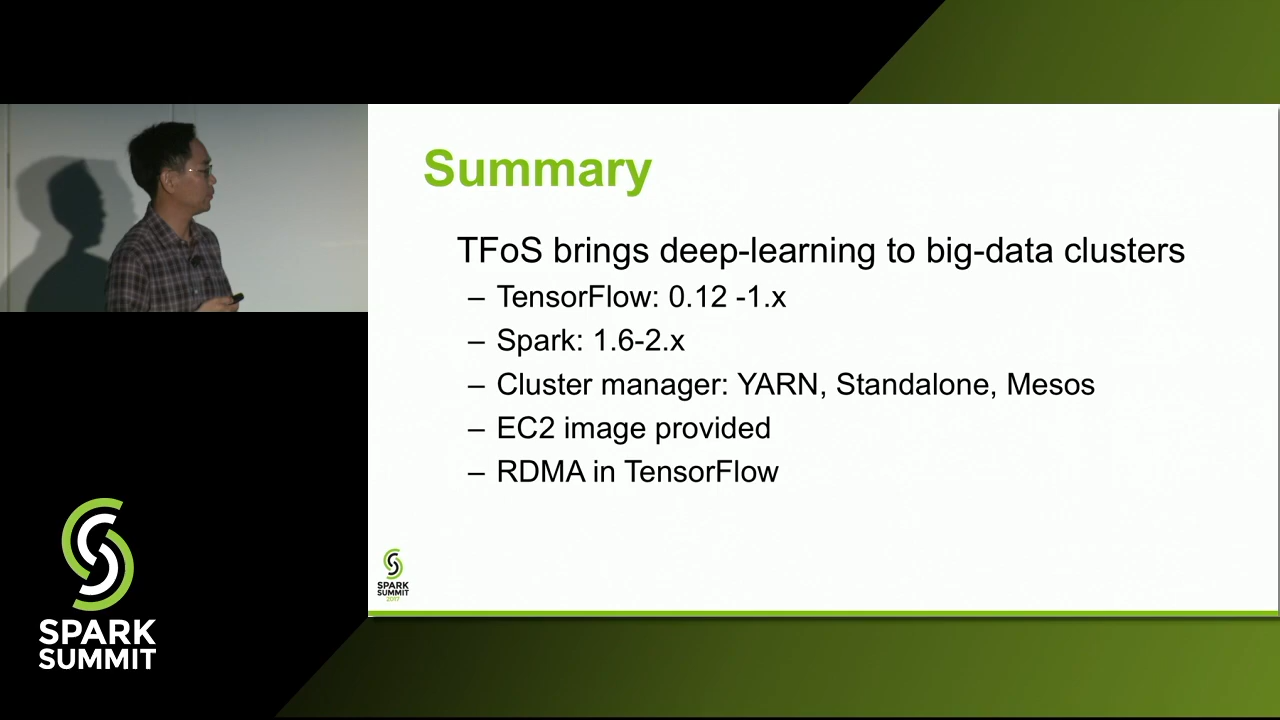 Summary
TFoS brings deep-learning to big-data clusters
– TensorFlow: 0.12 -1.x
– Spark: 1.6-2.x
– Cluster manager: YARN, Standalone, Mesos
– EC2 image provided
– RDMA in TensorFlow
SPARK
SUMMIT
2017
SPARK
SUMMIT